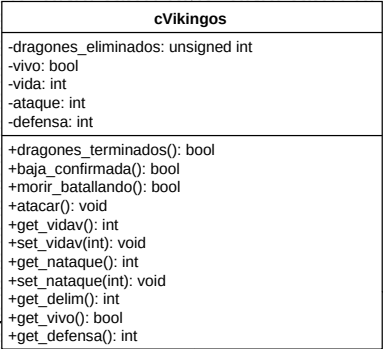 cVikingos
-dragones_eliminados: unsigned int
-vivo: bool
-vida: int
-ataque: int
-defensa: int
+dragones_terminados(): bool
+baja_confirmada(): bool
+morir_batallando(): bool
+atacar(): void
+get_vidav(): int
+set_vidav(int): void
+get_nataque(): int
+set_nataque(int): void
+get_delim(): int
+get_vivo(): bool
+get_defensa(): int